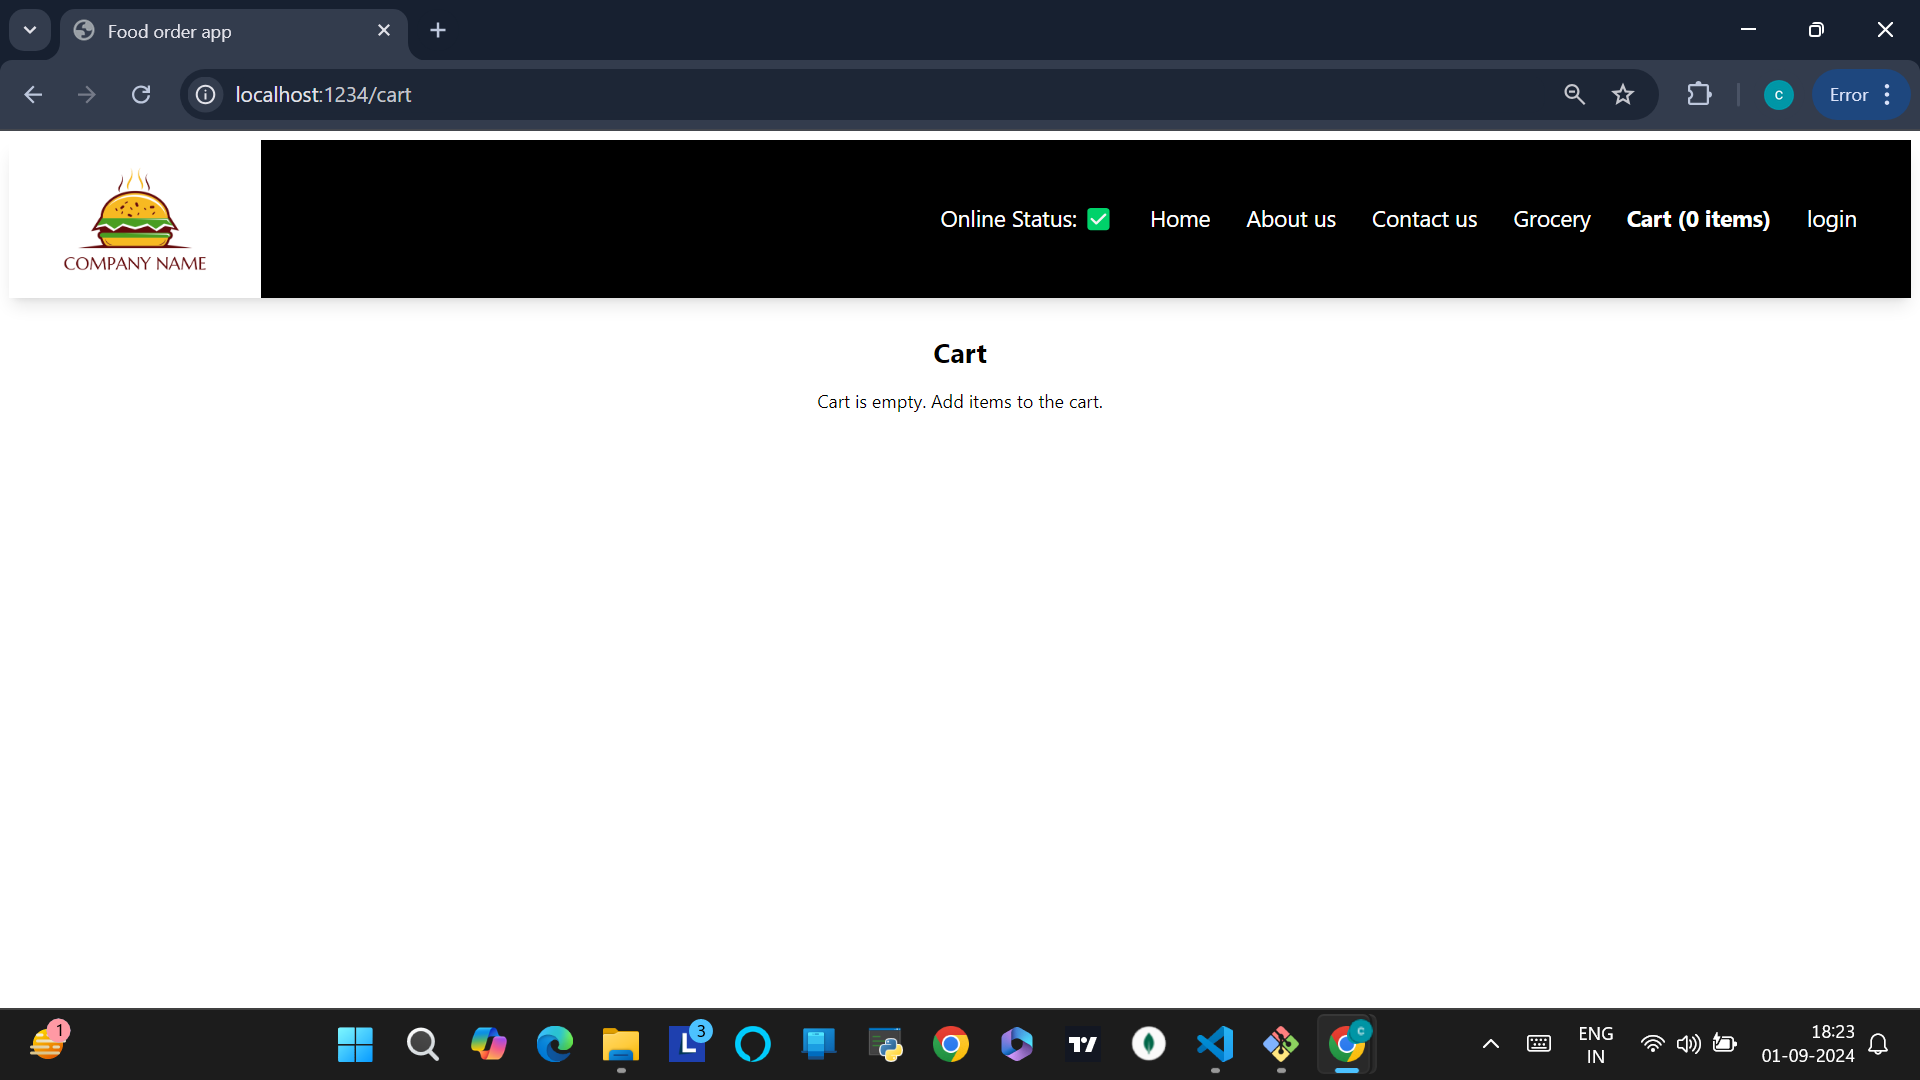 Food order app
localhost:1234/cart
C
Error
COMPANY NAME
Online Status: ✅
Home
About us
Contact us
Grocery
Cart (0 items)
login
Cart
Cart is empty. Add items to the cart.
1
L
3
C
ENG
IN
18:23
01-09-2024